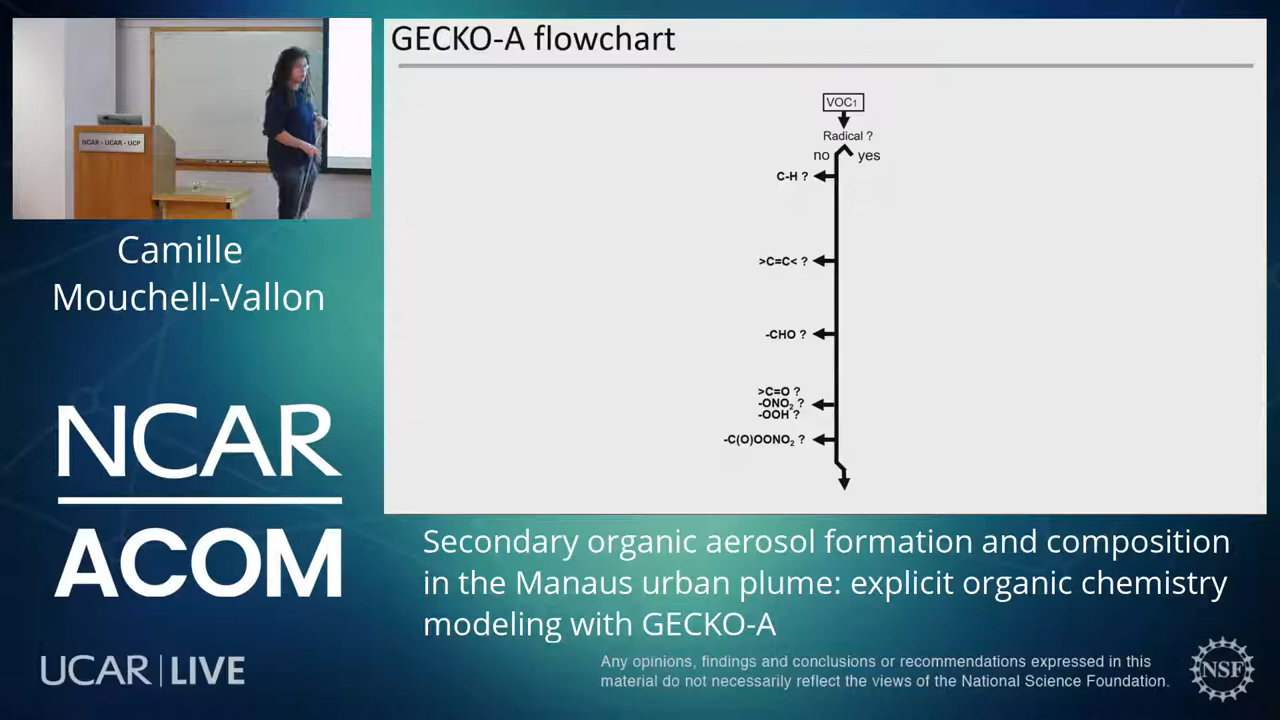 NCAR - UCAR - UCP
Camille
Mouchell-Vallon
NCAR
ACOM
UCAR | LIVE
GECKO-A flowchart
VOC₁
Radical ?
no yes
C-H ?
>C=C< ?
-CHO ?
>C=O ?
-ONO₂ ?
-OOH ?
-C(O)OONO₂ ?
Secondary organic aerosol formation and composition
in the Manaus urban plume: explicit organic chemistry
modeling with GECKO-A
Any opinions, findings and conclusions or recommendations expressed in this
material do not necessarily reflect the views of the National Science Foundation.
NSF